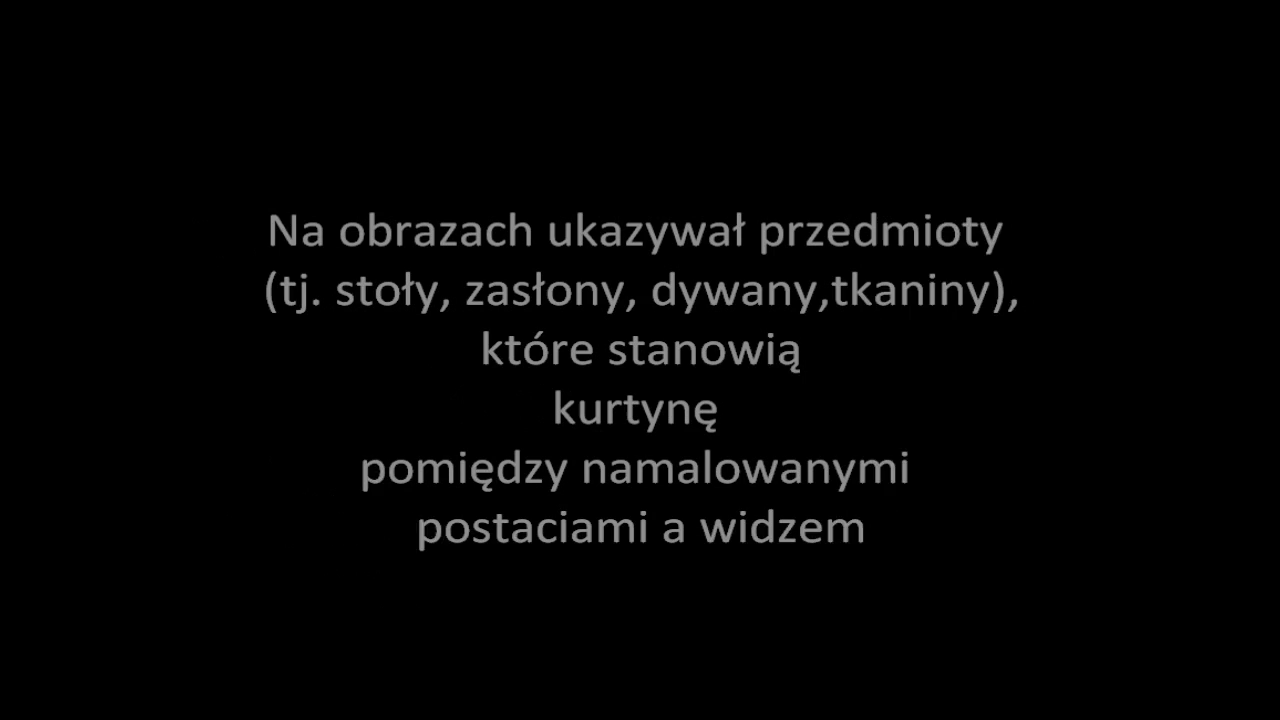 Na obrazach ukazywał przedmioty
(tj. stoły, zasłony, dywany,tkaniny),
które stanowią
kurtynę
pomiędzy namalowanymi
postaciami a widzem